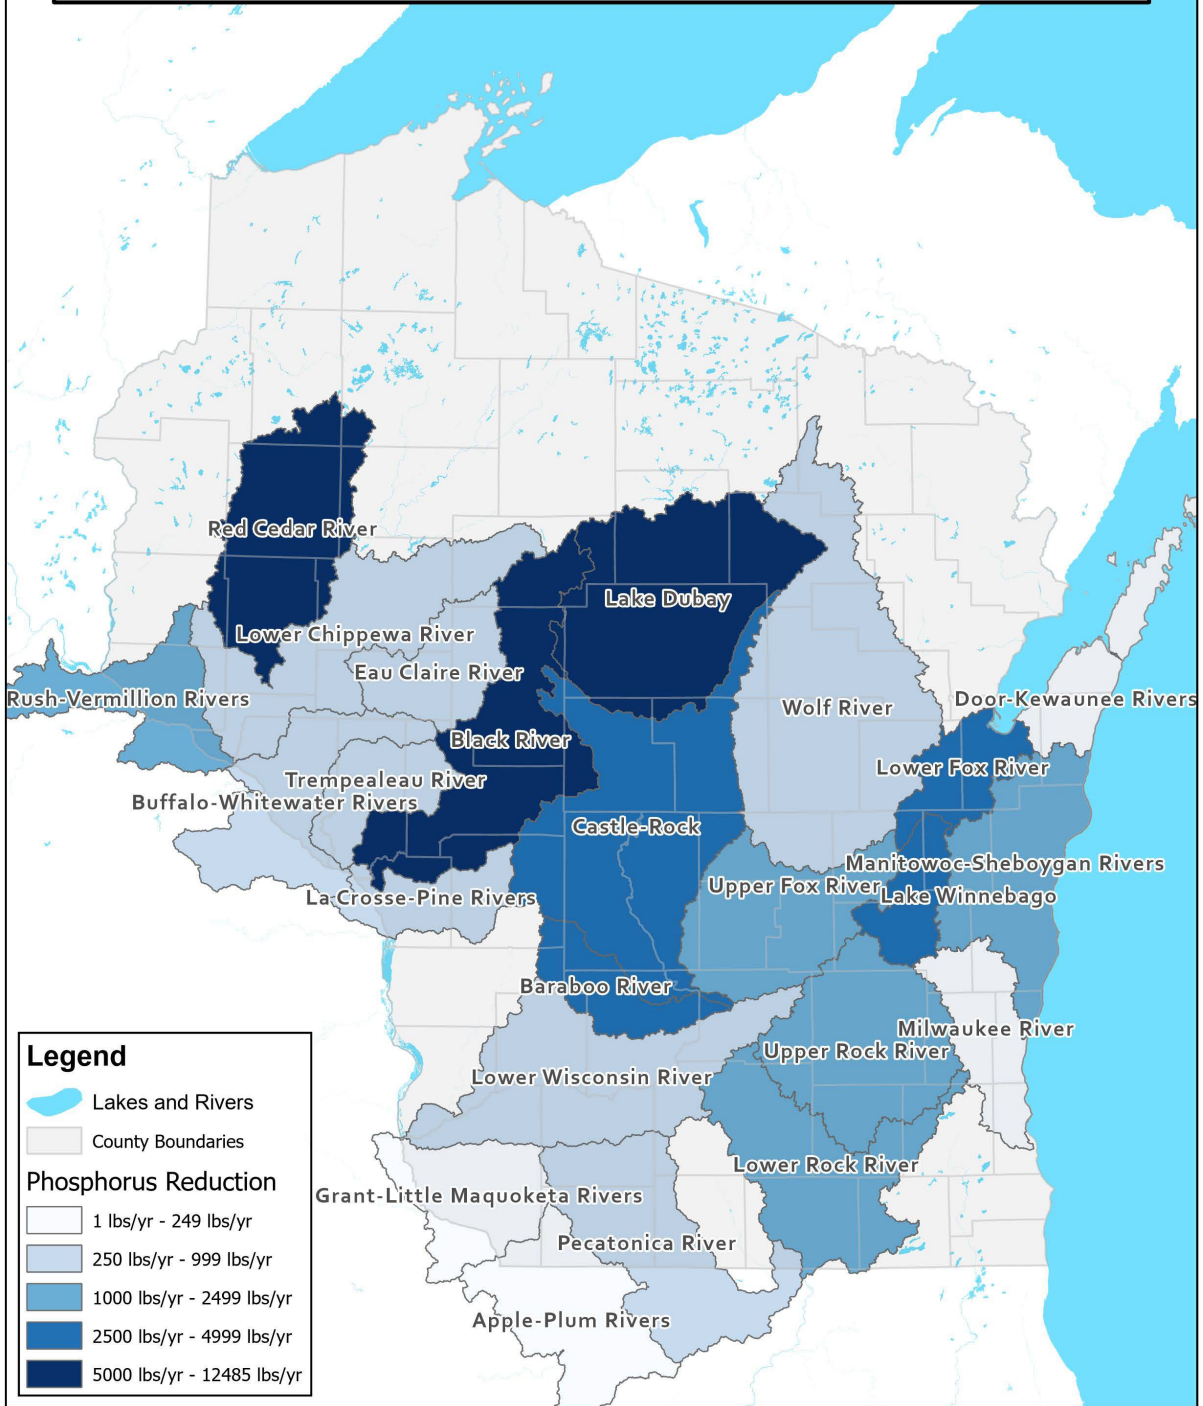 Red Cedar River
Lake Dubay
Lower Chippewa River
Eau Claire River
Rush-Vermillion Rivers
Door-Kewaunee Rivers
Wolf River
Black River
Lower Fox River
Trempealeau River
Buffalo-Whitewater Rivers
Castle-Rock
Manitowoc-Sheboygan Rivers
Upper Fox River
Lake Winnebago
La Crosse-Pine Rivers
Baraboo River
Milwaukee River
Upper Rock River
Lower Wisconsin River
Lower Rock River
Grant-Little Maquoketa Rivers
Pecatonica River
Apple-Plum Rivers
Legend
Lakes and Rivers
County Boundaries
Phosphorus Reduction
1 lbs/yr - 249 lbs/yr
250 lbs/yr - 999 lbs/yr
1000 lbs/yr - 2499 lbs/yr
2500 lbs/yr - 4999 lbs/yr
5000 lbs/yr - 12485 lbs/yr